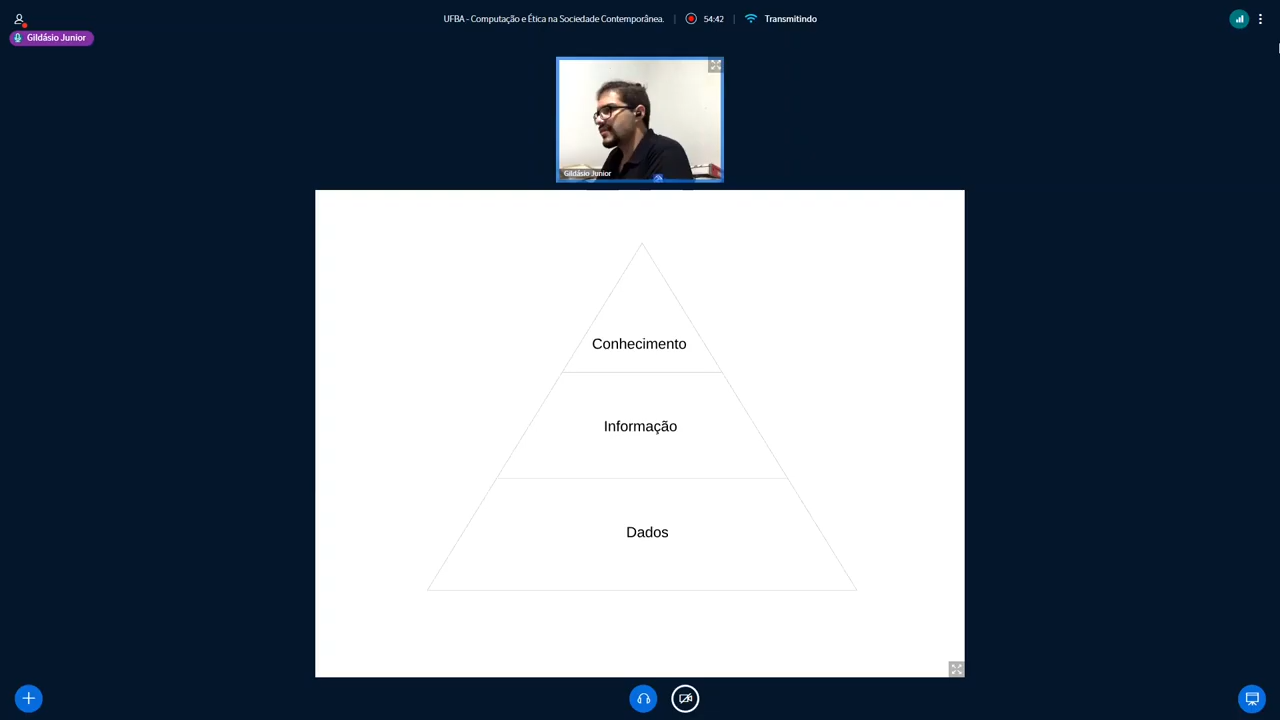 UFBA - Computação e Ética na Sociedade Contemporânea.
54:42
Transmitindo
Gildásio Junior
Gildásio Junior
Conhecimento
Informação
Dados